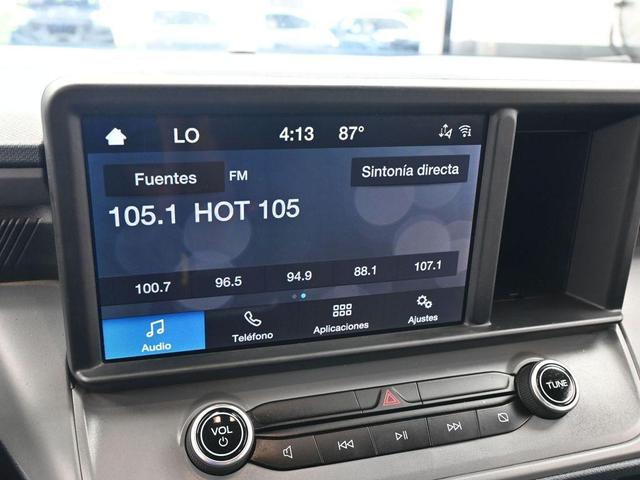 LO 4:13 87°
Fuentes FM Sintonía directa
105.1 HOT 105
100.7 96.5 94.9 88.1 107.1
Audio Teléfono Aplicaciones Ajustes
VOL TUNE